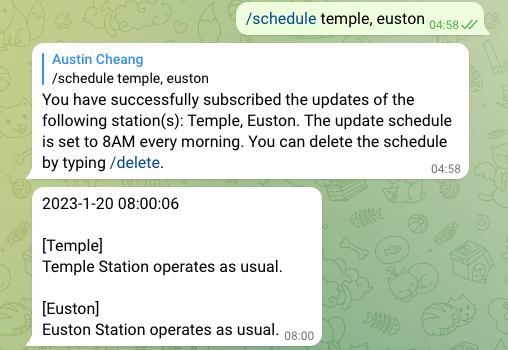 /schedule temple, euston 04:58
Austin Cheang
/schedule temple, euston
You have successfully subscribed the updates of the
following station(s): Temple, Euston. The update schedule
is set to 8AM every morning. You can delete the schedule
by typing /delete.
04:58
2023-1-20 08:00:06
[Temple]
Temple Station operates as usual.
[Euston]
Euston Station operates as usual. 08:00